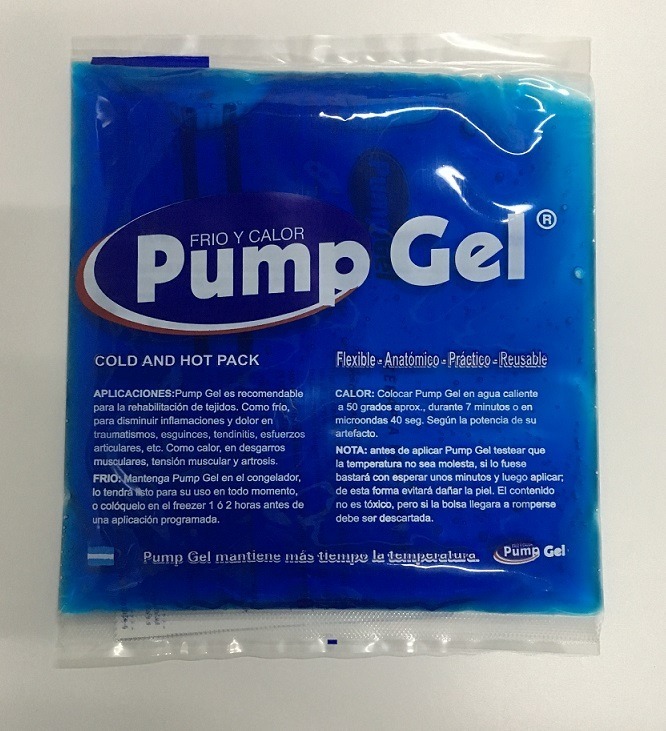 FRIO Y CALOR
Pump Gel®
COLD AND HOT PACK
APLICACIONES:Pump Gel es recomendable
para la rehabilitación de tejidos. Como frío,
para disminuir inflamaciones y dolor en
traumatismos, esguinces, tendinitis, esfuerzos
articulares, etc. Como calor, en desgarros
musculares, tensión muscular y artrosis.
FRIO: Mantenga Pump Gel en el congelador,
lo tendra listo para su uso en todo momento,
o colóquelo en el freezer 1 ó 2 horas antes de
una aplicación programada.
Flexible - Anatómico - Práctico - Reusable
CALOR: Colocar Pump Gel en agua caliente
a 50 grados aprox., durante 7 minutos o en
microondas 40 seg. Según la potencia de su
artefacto.
NOTA: antes de aplicar Pump Gel testear que
la temperatura no sea molesta, si lo fuese
bastará con esperar unos minutos y luego aplicar;
de esta forma evitará dañar la piel. El contenido
no es tóxico, pero si la bolsa llegara a romperse
debe ser descartada.
Pump Gel mantiene más tiempo la temperatura.
Pump Gel